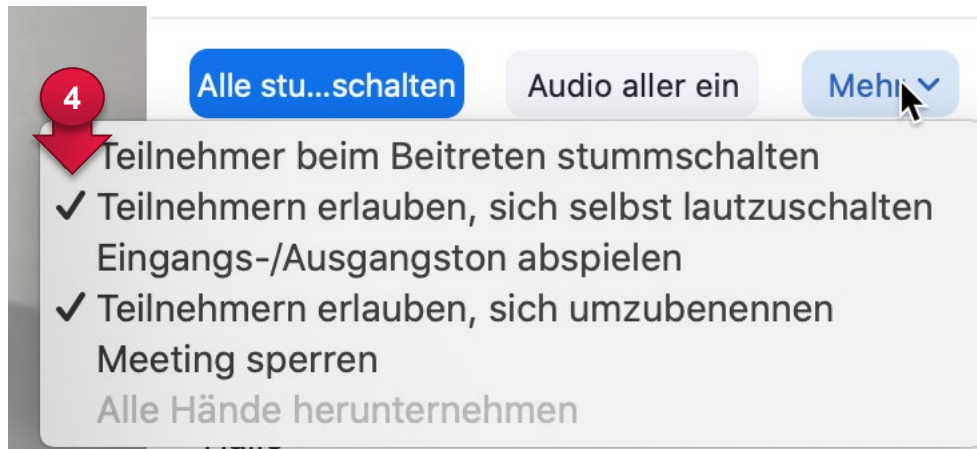 Alle stu...schalten Audio aller ein Mehr
4
Teilnehmer beim Beitreten stummschalten
Teilnehmern erlauben, sich selbst lautzuschalten
Eingangs-/Ausgangston abspielen
Teilnehmern erlauben, sich umzubenennen
Meeting sperren
Alle Hände herunternehmen